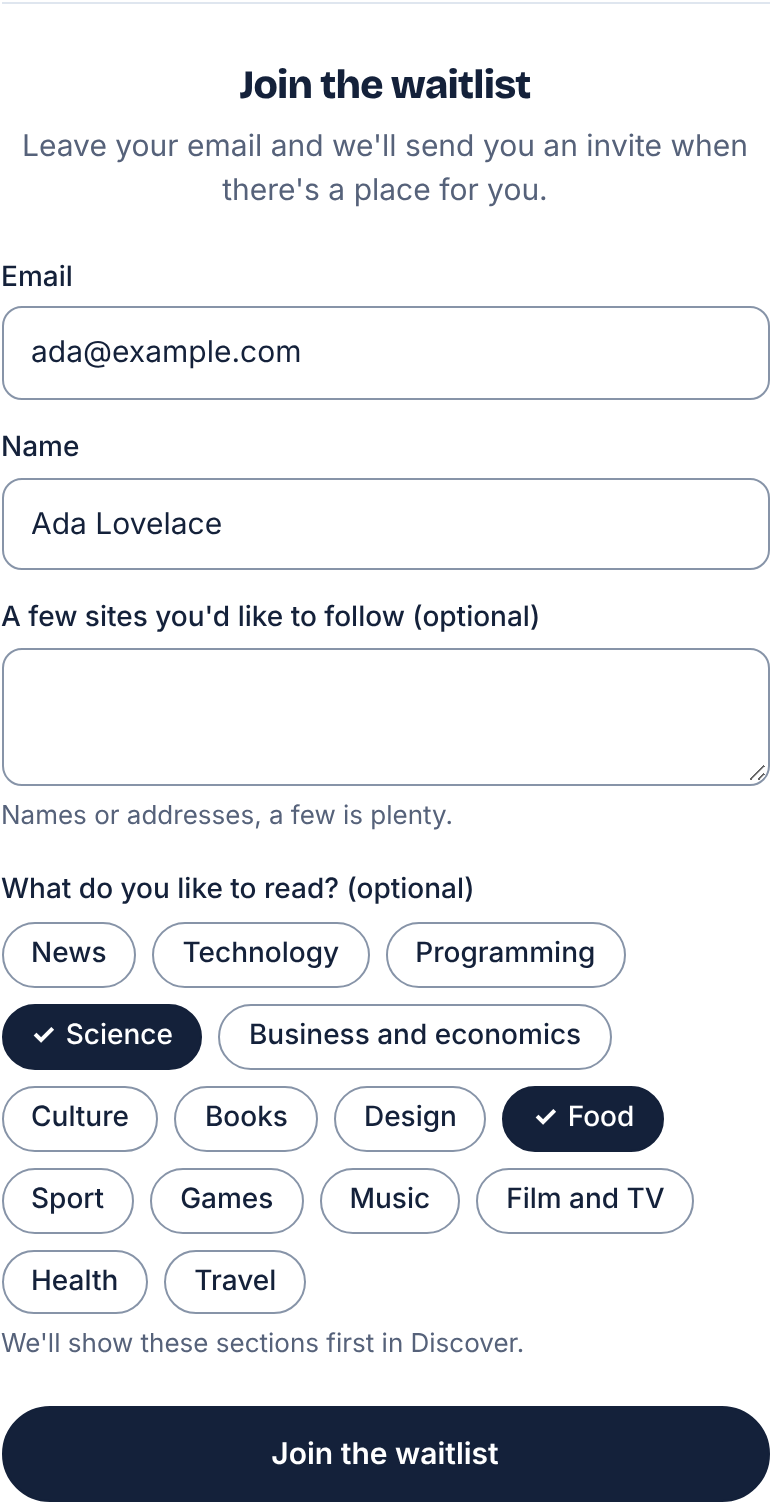 Join the waitlist
Leave your email and we'll send you an invite when
there's a place for you.
Email
ada@example.com
Name
Ada Lovelace
A few sites you'd like to follow (optional)
Names or addresses, a few is plenty.
What do you like to read? (optional)
News Technology Programming
Science Business and economics
Culture Books Design Food
Sport Games Music Film and TV
Health Travel
We'll show these sections first in Discover.
Join the waitlist